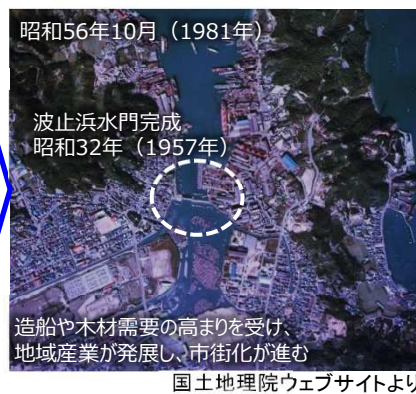 昭和56年10月（1981年）
波止浜水門完成
昭和32年（1957年）
造船や木材需要の高まりを受け、
地域産業が発展し、市街化が進む
国土地理院ウェブサイトより